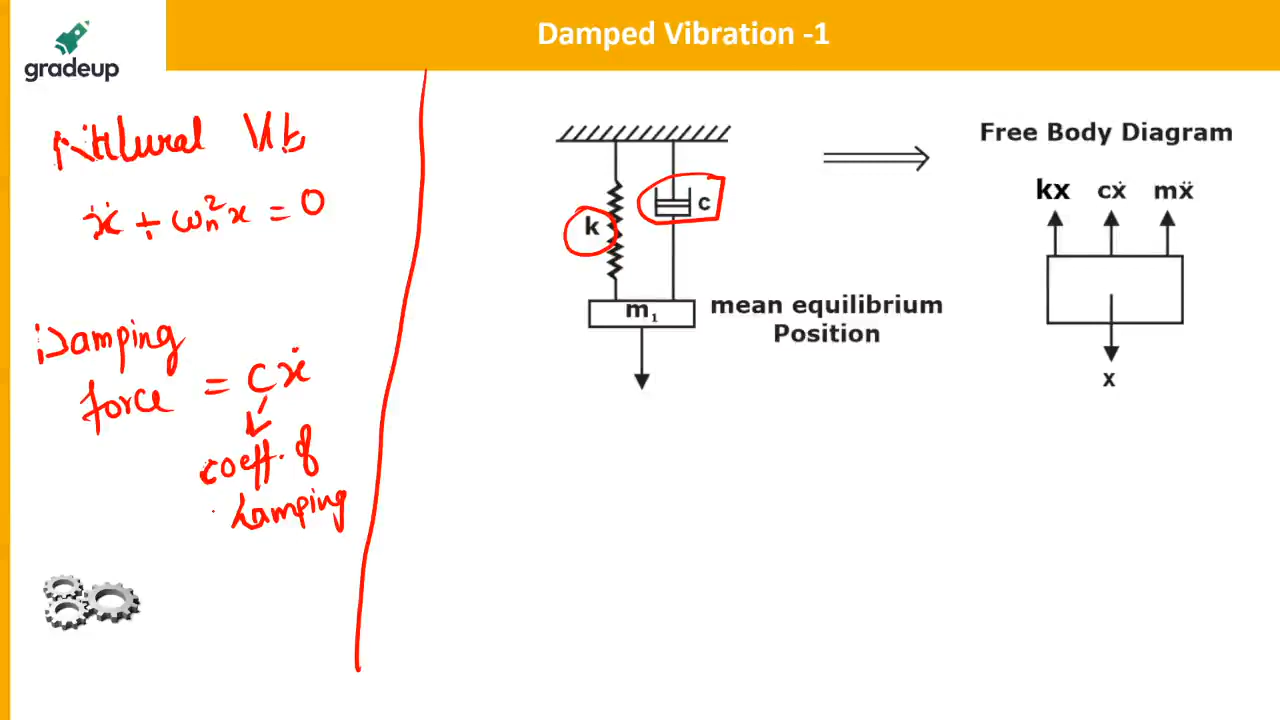 Damped Vibration -1
gradeup
Natural Vib
ẍ + ωn² x = 0
Damping
force = Cẋ
coeff. of
damping
k
c
m₁
mean equilibrium
Position
Free Body Diagram
kx cẋ mẍ
x